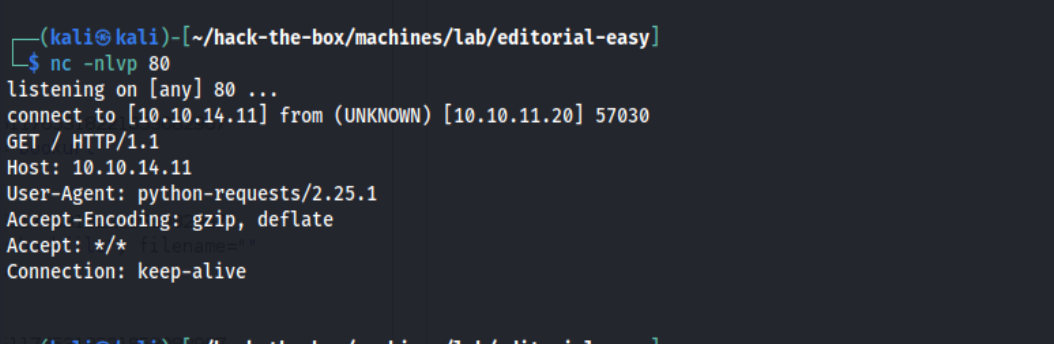 ┌──(kali㉿kali)-[~/hack-the-box/machines/lab/editorial-easy]
└─$ nc -nlvp 80
listening on [any] 80 ...
connect to [10.10.14.11] from (UNKNOWN) [10.10.11.20] 57030
GET / HTTP/1.1
Host: 10.10.14.11
User-Agent: python-requests/2.25.1
Accept-Encoding: gzip, deflate
Accept: */*
filename=""
Connection: keep-alive